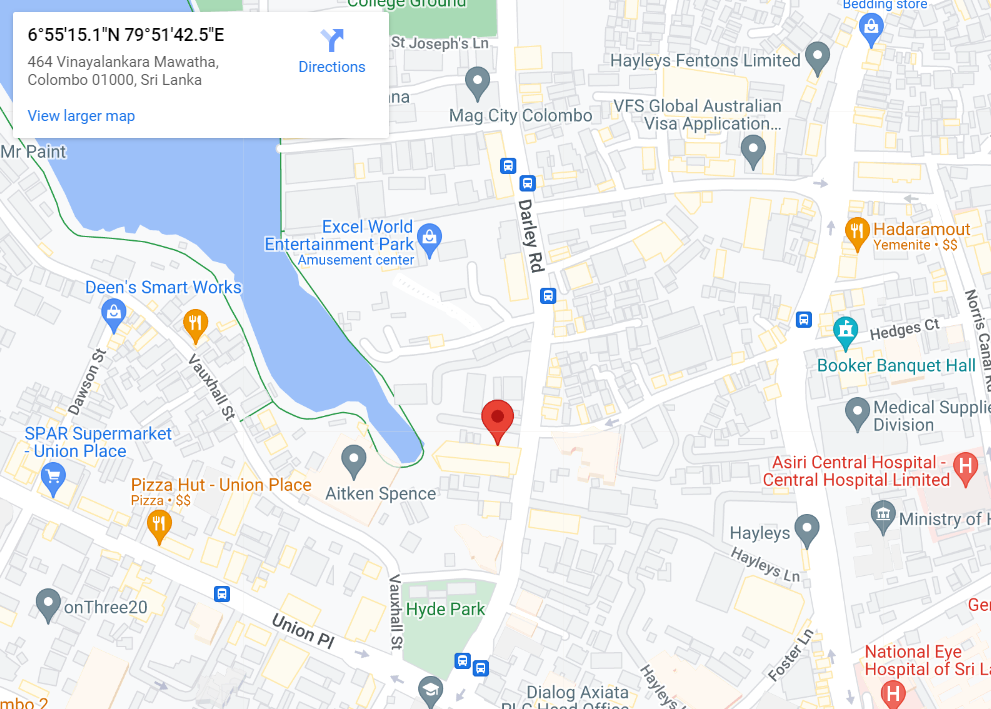 College Ground
Bedding store
6°55'15.1"N 79°51'42.5"E
464 Vinayalankara Mawatha,
Colombo 01000, Sri Lanka
Directions
View larger map
St Joseph's Ln
Hayleys Fentons Limited
ana
Mag City Colombo
VFS Global Australian
Visa Application...
Mr Paint
Darley Rd
Excel World
Entertainment Park
Amusement center
Hadaramout
Yemenite • $$
Deen's Smart Works
Norris Canal Rd
Hedges Ct
Booker Banquet Hall
Dawson St
Vauxhall St
Medical Supplie
Division
SPAR Supermarket
- Union Place
Asiri Central Hospital -
Central Hospital Limited
Pizza Hut - Union Place
Pizza • $$
Aitken Spence
Ministry of H
Hayleys
Hayleys Ln
onThree20
Vauxhall St
Hyde Park
Union Pl
Foster Ln
Ger
National Eye
Hospital of Sri La
Hayleys
Dialog Axiata
PLC Head Office
mbo 2